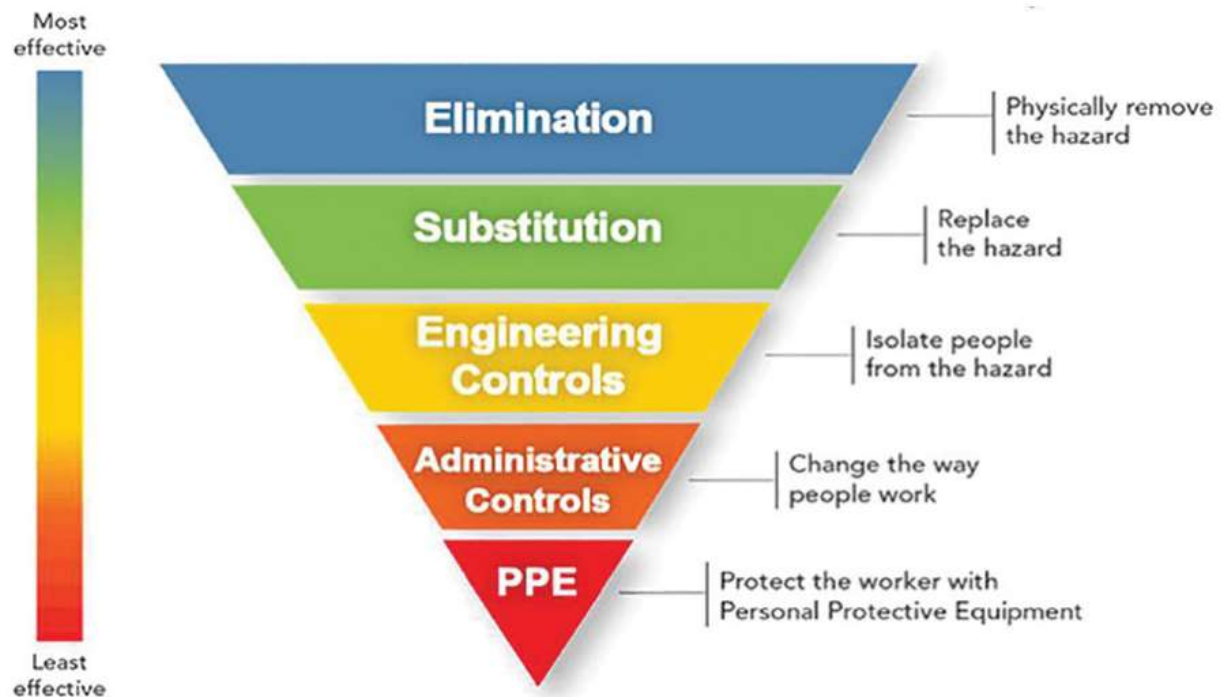 Most
effective
Elimination
Physically remove
the hazard
Substitution
Replace
the hazard
Engineering
Controls
Isolate people
from the hazard
Administrative
Controls
Change the way
people work
PPE
Protect the worker with
Personal Protective Equipment
Least
effective